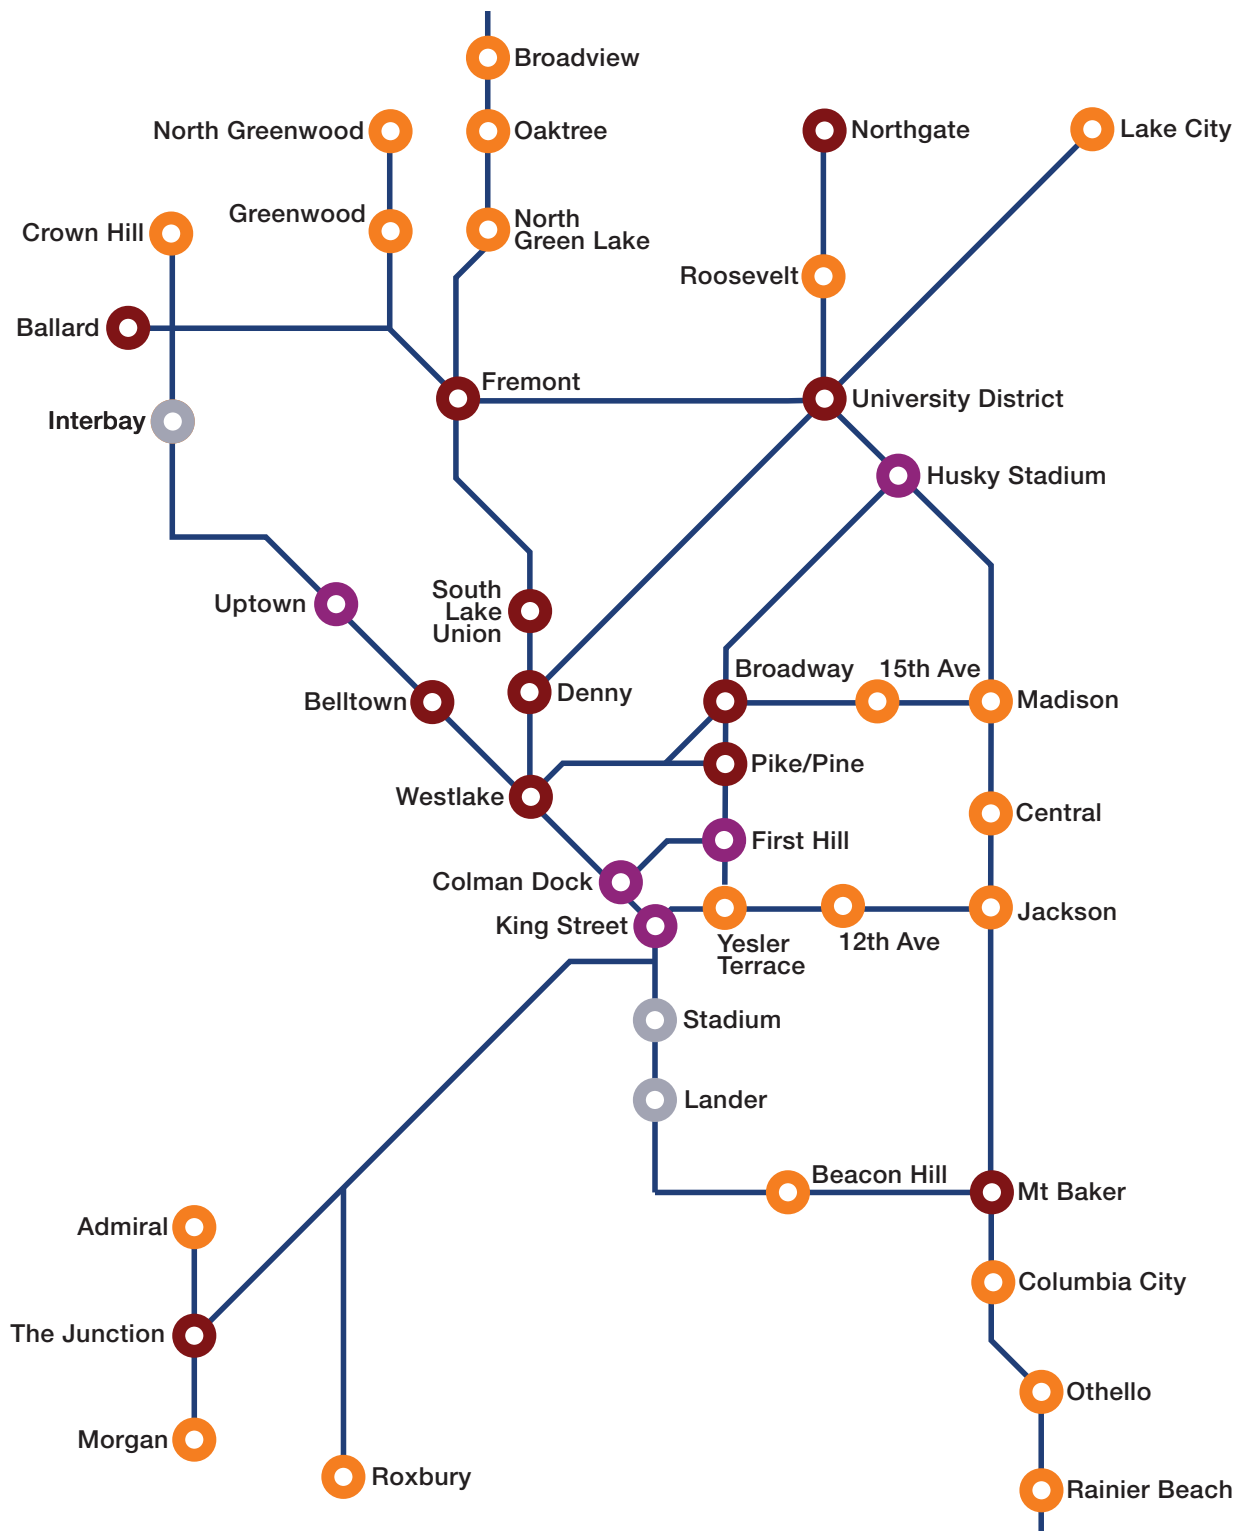 Broadview
North Greenwood
Oaktree
Northgate
Lake City
Greenwood
North
Green Lake
Crown Hill
Roosevelt
Ballard
Fremont
University District
Interbay
Husky Stadium
South
Lake
Union
Uptown
Broadway
15th Ave
Belltown
Denny
Madison
Pike/Pine
Westlake
Central
First Hill
Colman Dock
King Street
Yesler
Terrace
12th Ave
Jackson
Stadium
Lander
Beacon Hill
Mt Baker
Admiral
Columbia City
The Junction
Othello
Morgan
Roxbury
Rainier Beach